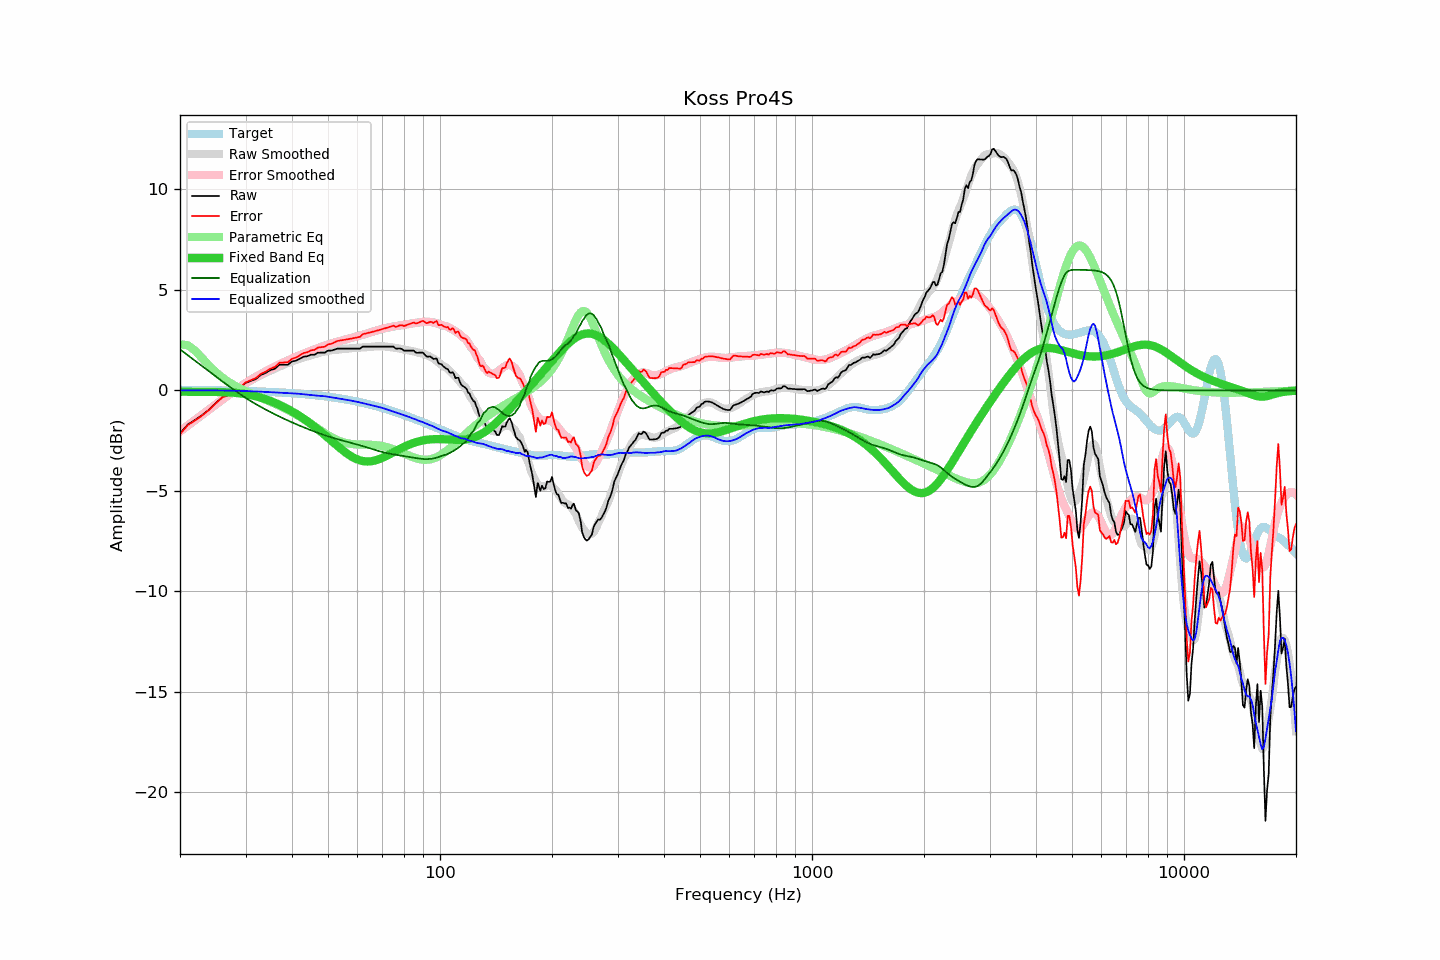 Koss Pro4S
Target
Raw Smoothed
Error Smoothed
Raw
Error
Parametric Eq
Fixed Band Eq
Equalization
Equalized smoothed
10
5
0
−5
−10
−15
−20
Amplitude (dBr)
100 1000 10000
Frequency (Hz)